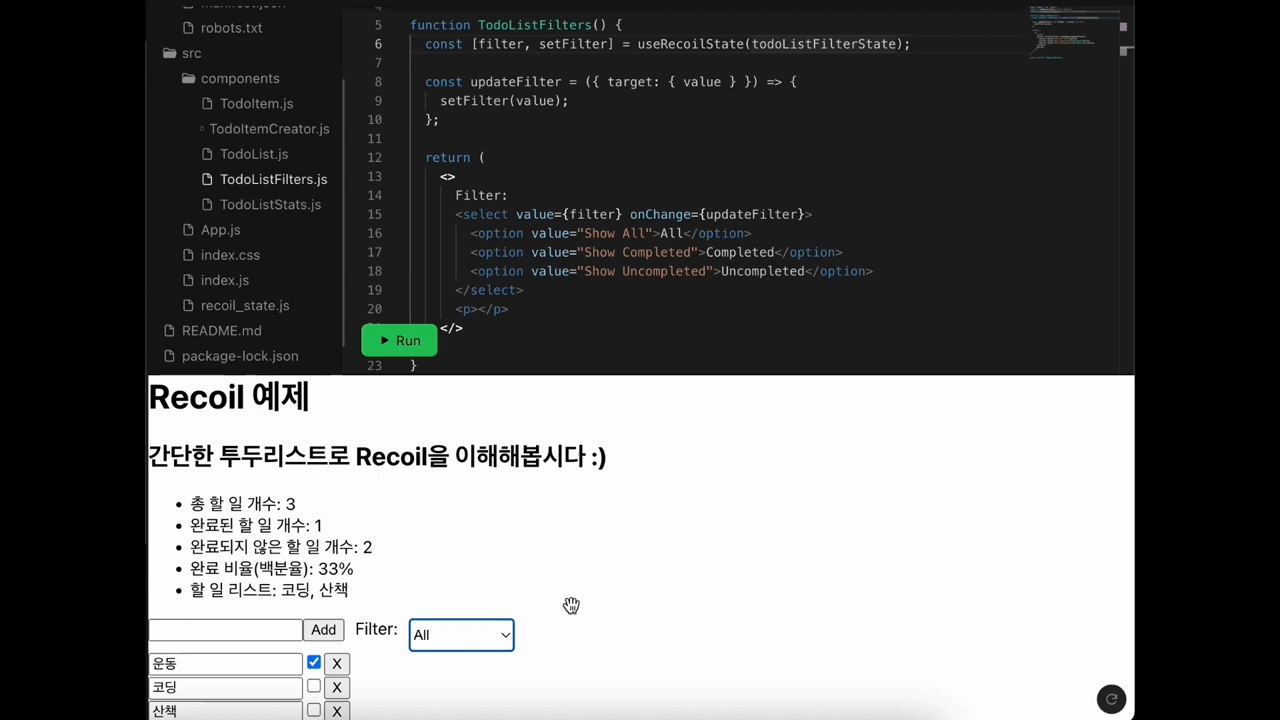 robots.txt
src
components
TodoItem.js
TodoItemCreator.js
TodoList.js
TodoListFilters.js
TodoListStats.js
App.js
index.css
index.js
recoil_state.js
README.md
package-lock.json
5 function TodoListFilters() {
6 const [filter, setFilter] = useRecoilState(todoListFilterState);
7
8 const updateFilter = ({ target: { value } }) => {
9 setFilter(value);
10 };
11
12 return (
13 <>
14 Filter:
15 <select value={filter} onChange={updateFilter}>
16 <option value="Show All">All</option>
17 <option value="Show Completed">Completed</option>
18 <option value="Show Uncompleted">Uncompleted</option>
19 </select>
20 <p></p>
</>
Run
23 }
Recoil 예제
간단한 투두리스트로 Recoil을 이해해봅시다 :)
• 총 할 일 개수: 3
• 완료된 할 일 개수: 1
• 완료되지 않은 할 일 개수: 2
• 완료 비율(백분율): 33%
• 할 일 리스트: 코딩, 산책
Add Filter: All
운동 X
코딩 X
산책 X